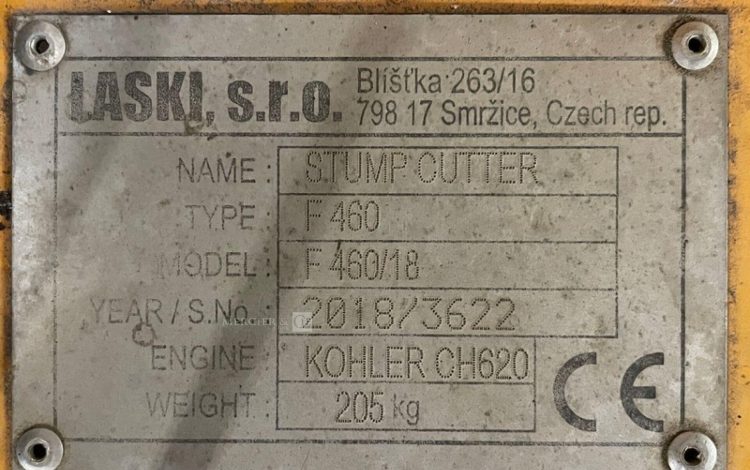 LASKI, s.r.o. Blíšťka 263/16
798 17 Smržice, Czech rep.
NAME : STUMP CUTTER
TYPE : F 460
MODEL : F 460/18
YEAR / S.No. : 2018/3622
ENGINE : KOHLER CH620
WEIGHT : 205 kg
CE